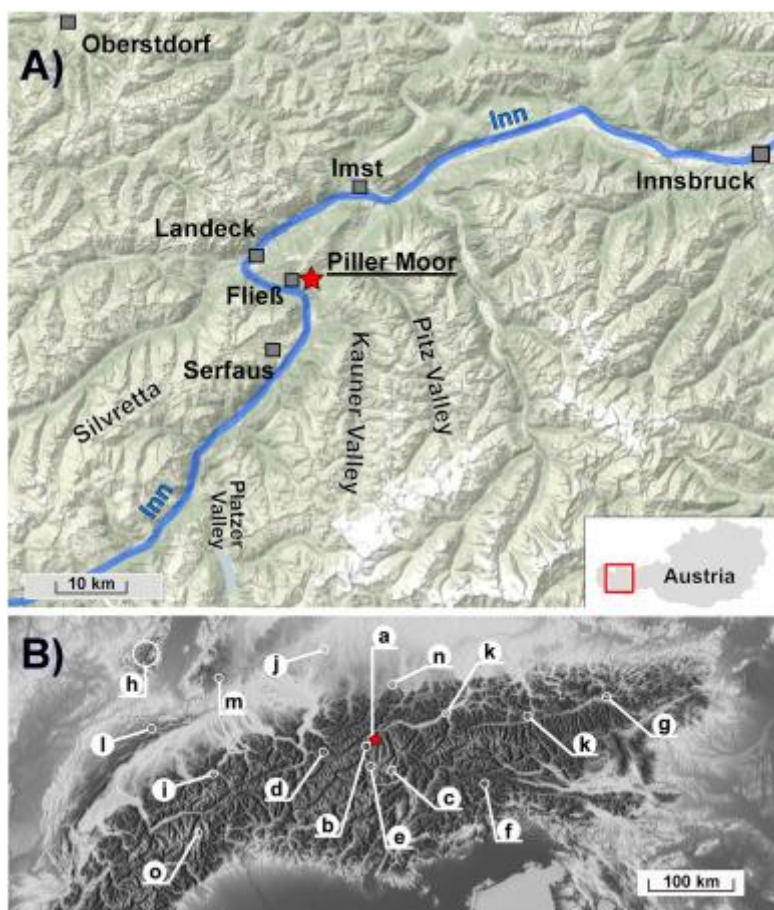 A)
Oberstdorf
Inn
Imst
Innsbruck
Landeck
Piller Moor
Fließ
Serfaus
Kauner Valley
Pitz Valley
Silvretta
Inn
Platzer
Valley
10 km
Austria
B)
a
j
n
k
h
m
g
l
k
i
d
c
b
e
f
o
100 km